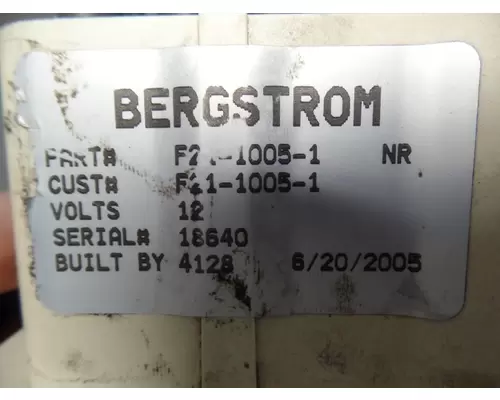 BERGSTROM
PART# NR
CUST#
VOLTS 12
SERIAL# 18640
BUILT BY 4128 6/20/2005